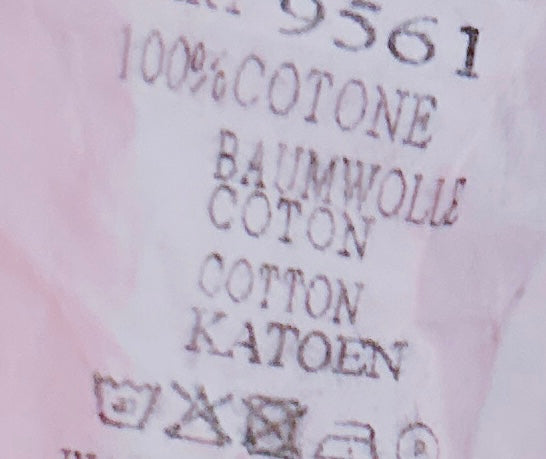 9561
100%COTONE
BAUMWOLLE
COTON
COTTON
KATOEN